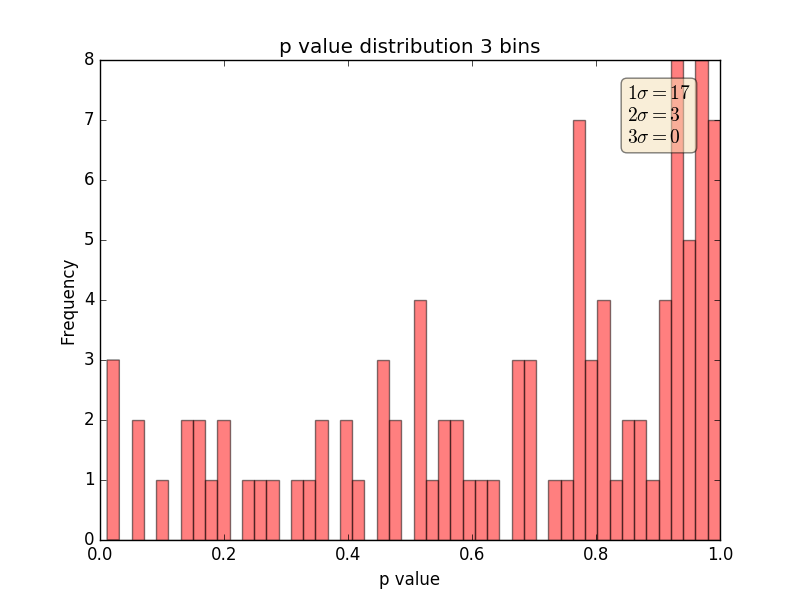 p value distribution 3 bins
8
7
6
5
4
3
2
1
0
Frequency
1σ = 17
2σ = 3
3σ = 0
0.0 0.2 0.4 0.6 0.8 1.0
p value